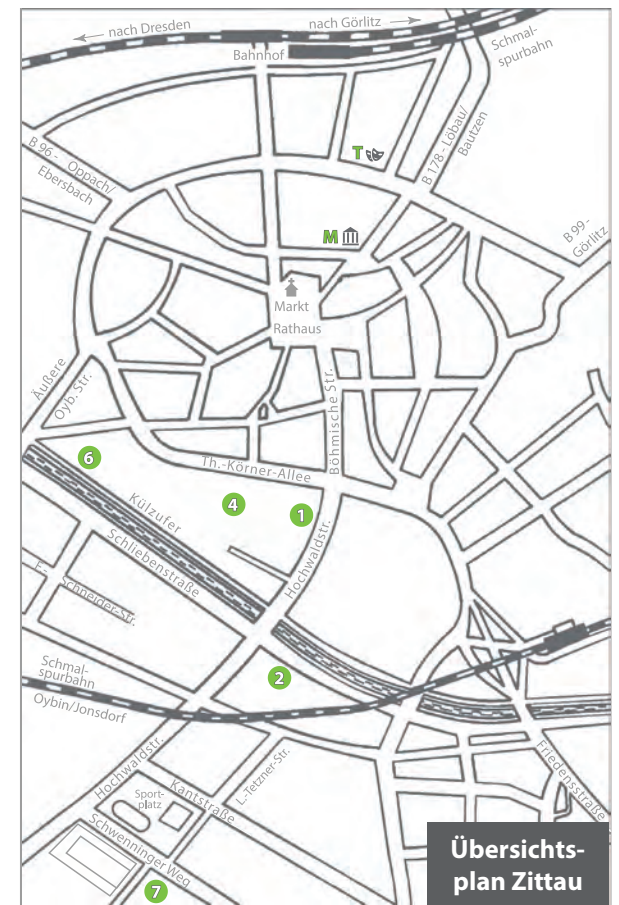 nach Dresden
nach Görlitz
Bahnhof
Schmal-
spurbahn
T
B 178 - Löbau/
Bautzen
B 96 - Oppach/
Ebersbach
M
B 99 -
Görlitz
Markt
Rathaus
Äußere
Oyb. Str.
Böhmische Str.
6
Th.-Körner-Allee
4
1
Külzufer
Schliebenstraße
Hochwaldstr.
F.-
Schneider-Str.
2
Schmal-
spurbahn
Oybin/Jonsdorf
Hochwaldstr.
L.-Tetzner-Str.
Friedensstraße
Sport-
platz
Kantstraße
Schwenninger Weg
7
Übersichts-
plan Zittau